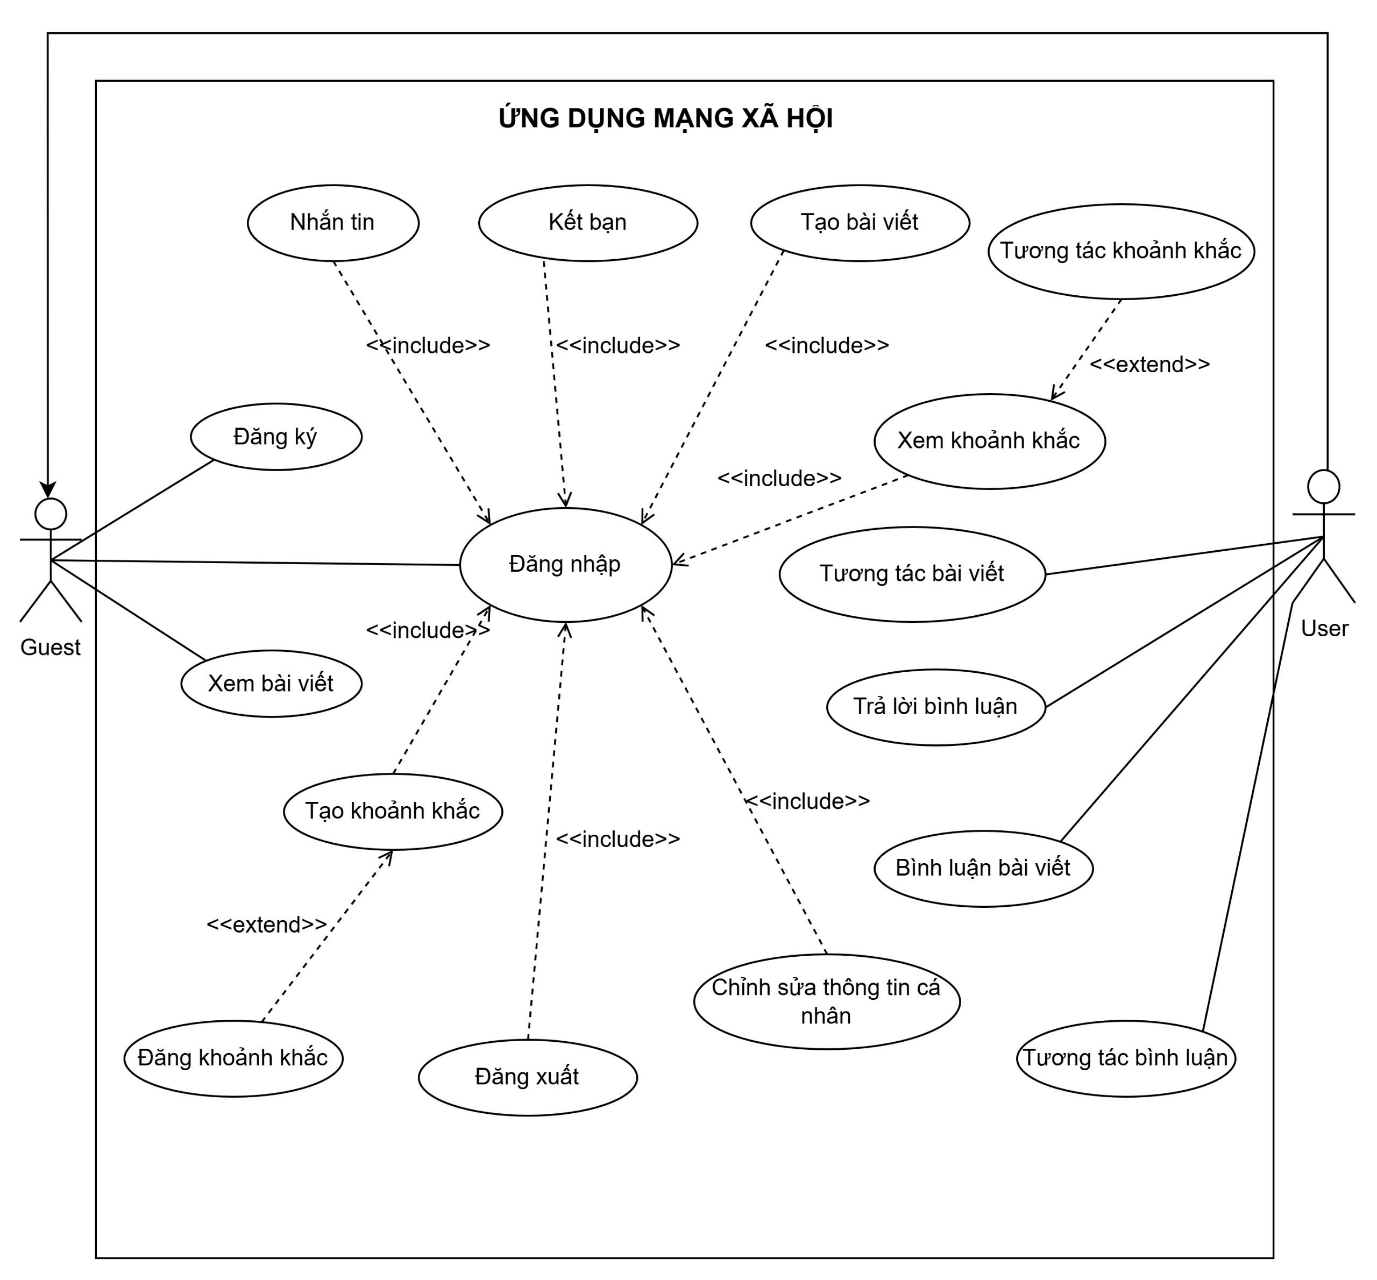 ỨNG DỤNG MẠNG XÃ HỘI
Nhắn tin
Kết bạn
Tạo bài viết
Tương tác khoảnh khắc
<<include>>
<<include>>
<<include>>
<<extend>>
Đăng ký
Xem khoảnh khắc
<<include>>
Đăng nhập
Tương tác bài viết
<<include>>
User
Guest
Xem bài viết
Trả lời bình luận
Tạo khoảnh khắc
<<include>>
<<include>>
Bình luận bài viết
<<extend>>
Chỉnh sửa thông tin cá
nhân
Đăng khoảnh khắc
Đăng xuất
Tương tác bình luận